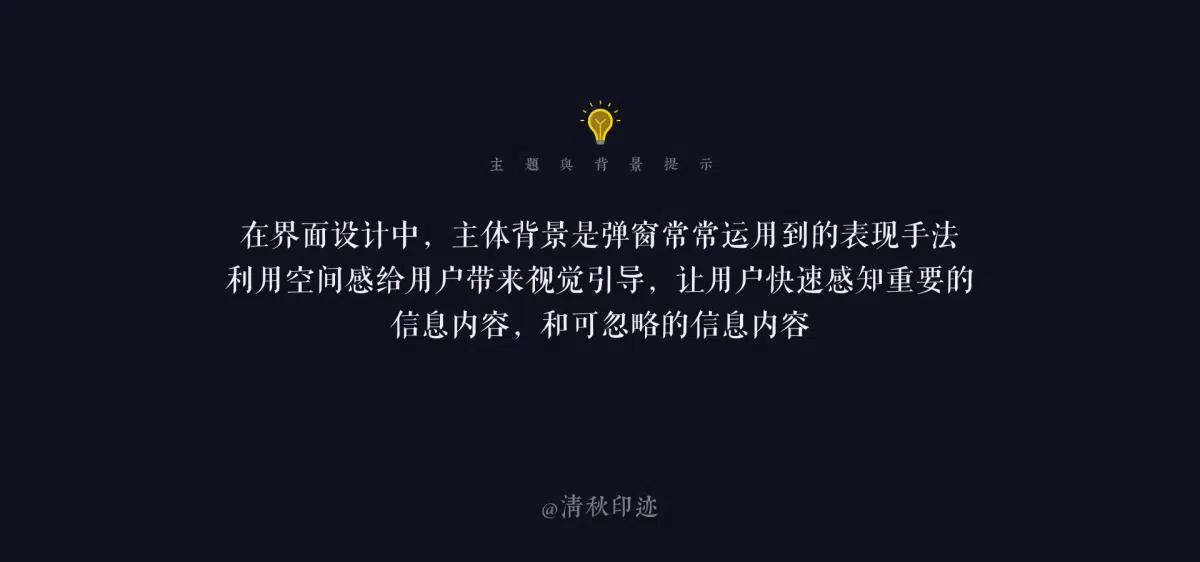 主題與背景提示
在界面设计中，主体背景是弹窗常常运用到的表现手法
利用空间感给用户带来视觉引导，让用户快速感知重要的
信息内容，和可忽略的信息内容
@清秋印迹